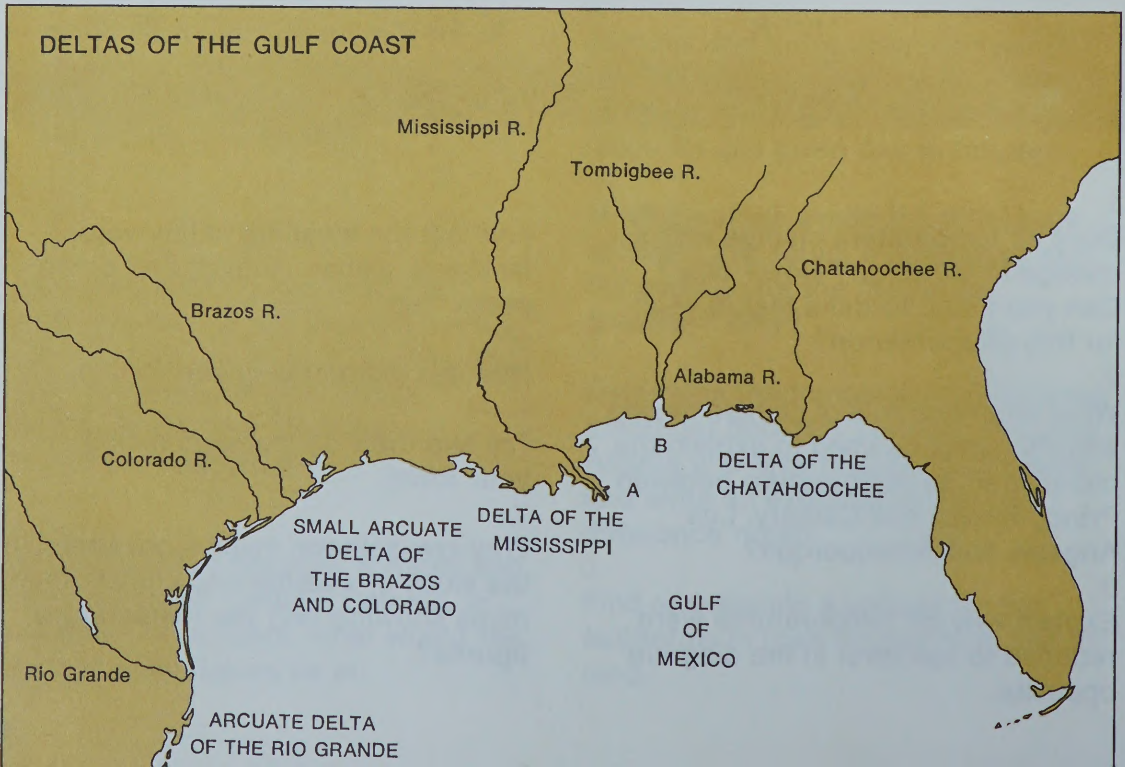 DELTAS OF THE GULF COAST
Mississippi R.
Tombigbee R.
Chatahoochee R.
Brazos R.
Alabama R.
Colorado R.
B
A
DELTA OF THE
CHATAHOOCHEE
DELTA OF THE
MISSISSIPPI
SMALL ARCUATE
DELTA OF
THE BRAZOS
AND COLORADO
GULF
OF
MEXICO
Rio Grande
ARCUATE DELTA
OF THE RIO GRANDE